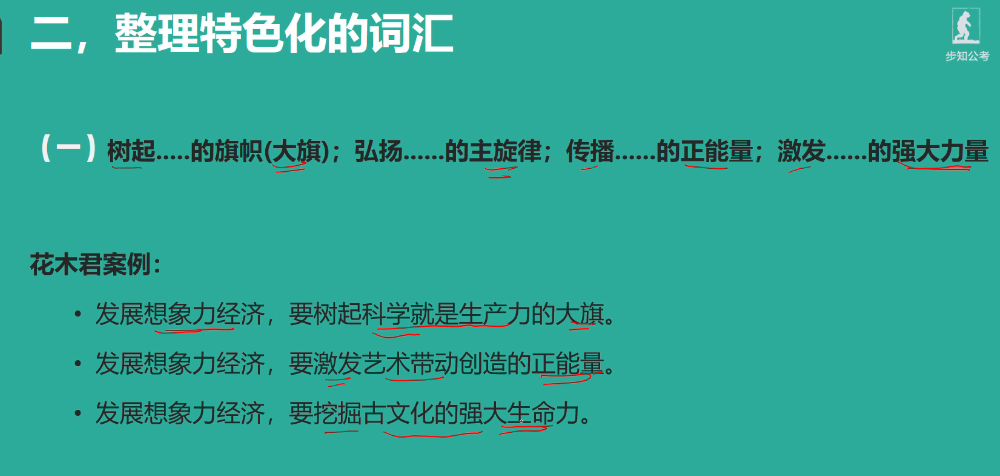 二，整理特色化的词汇
步知公考
（一）树起.....的旗帜(大旗)；弘扬......的主旋律；传播......的正能量；激发......的强大力量
花木君案例：
• 发展想象力经济，要树起科学就是生产力的大旗。
• 发展想象力经济，要激发艺术带动创造的正能量。
• 发展想象力经济，要挖掘古文化的强大生命力。